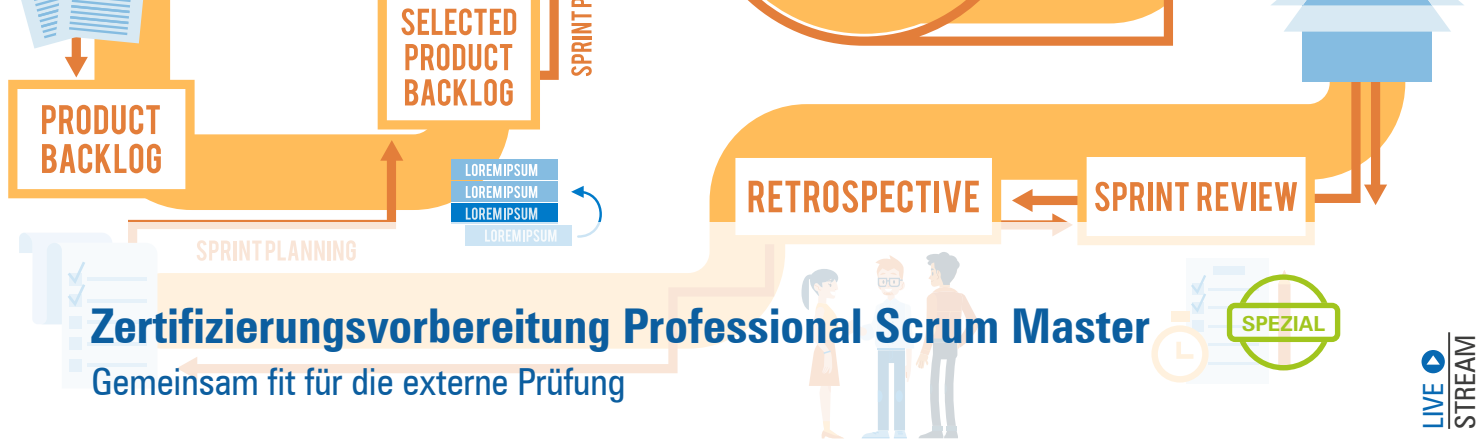 SELECTED
PRODUCT
BACKLOG
SPRINT P
PRODUCT
BACKLOG
LOREMIPSUM
LOREMIPSUM
LOREMIPSUM
LOREMIPSUM
RETROSPECTIVE
SPRINT REVIEW
SPRINT PLANNING
Zertifizierungsvorbereitung Professional Scrum Master
SPEZIAL
Gemeinsam fit für die externe Prüfung
LIVE
STREAM